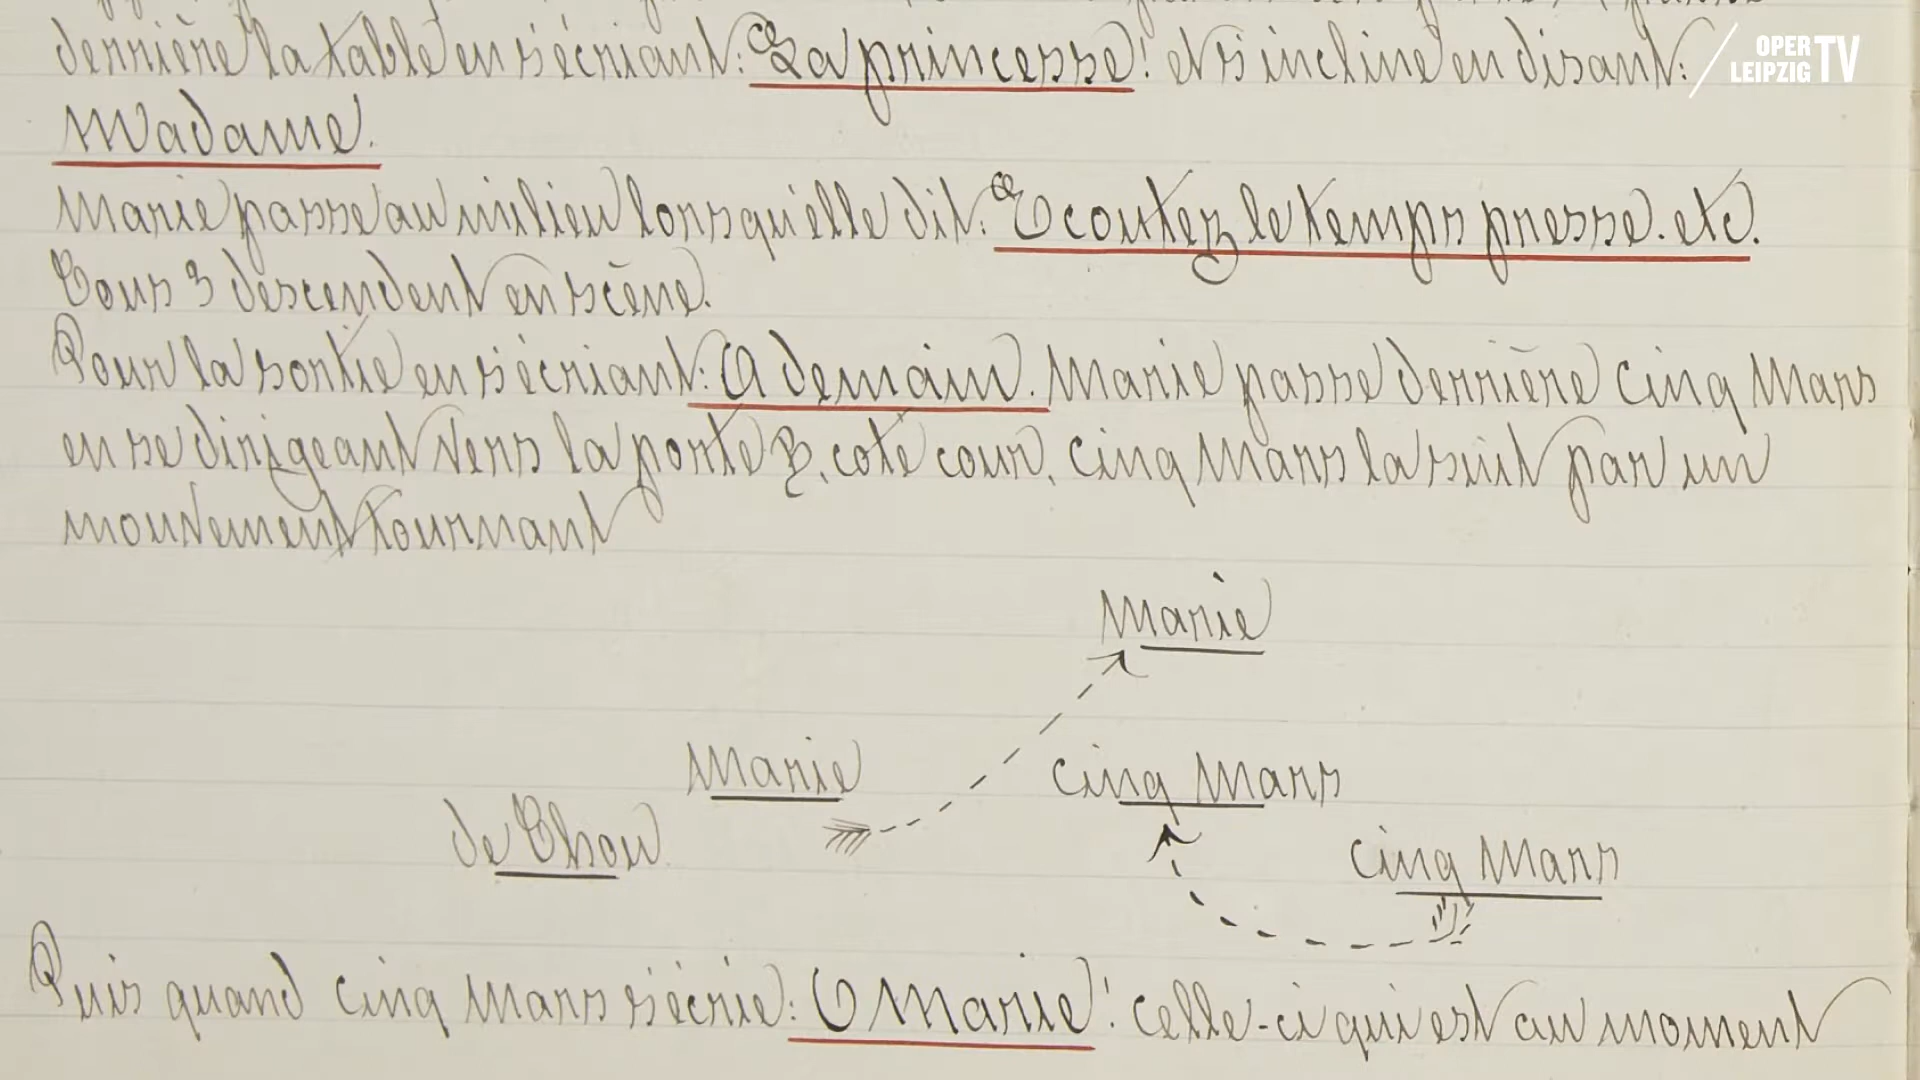 derrière la table en s'écriant: La princesse! et s'incline en disant:
OPER LEIPZIG TV
Madame.
Marie passe au milieu lorsqu'elle dit: Ecoutez le temps presse. etc.
Tous 3 descendent en scène.
Pour la sortie en s'écriant: A demain. Marie passe derrière Cinq Mars
en se dirigeant vers la porte B, coté cour, Cinq Mars la suit par un
mouvement tournant
Marie
Marie
Cinq Mars
de Thou
Cinq Mars
Puis quand Cinq Mars s'écrie: O Marie! celle-ci qui est au moment